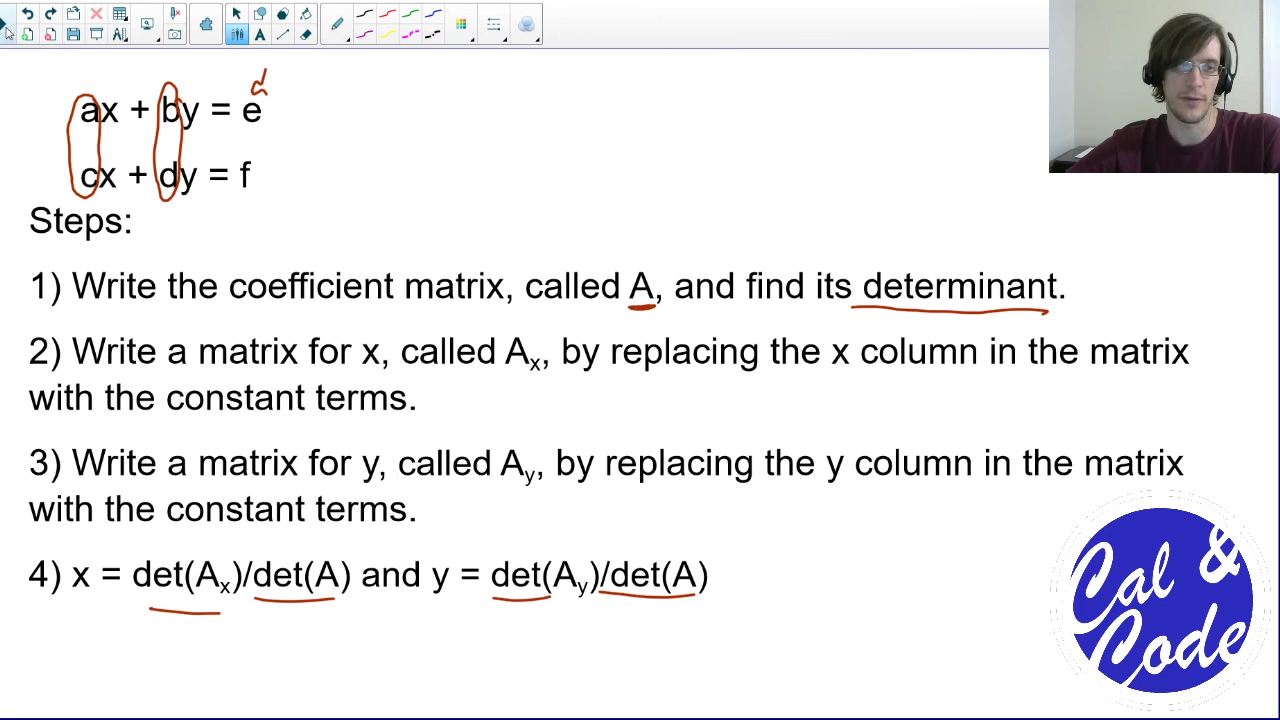 ax + by = e
cx + dy = f
Steps:
1) Write the coefficient matrix, called A, and find its determinant.
2) Write a matrix for x, called Aₓ, by replacing the x column in the matrix
with the constant terms.
3) Write a matrix for y, called Aᵧ, by replacing the y column in the matrix
with the constant terms.
4) x = det(Aₓ)/det(A) and y = det(Aᵧ)/det(A)
Cal &
Code